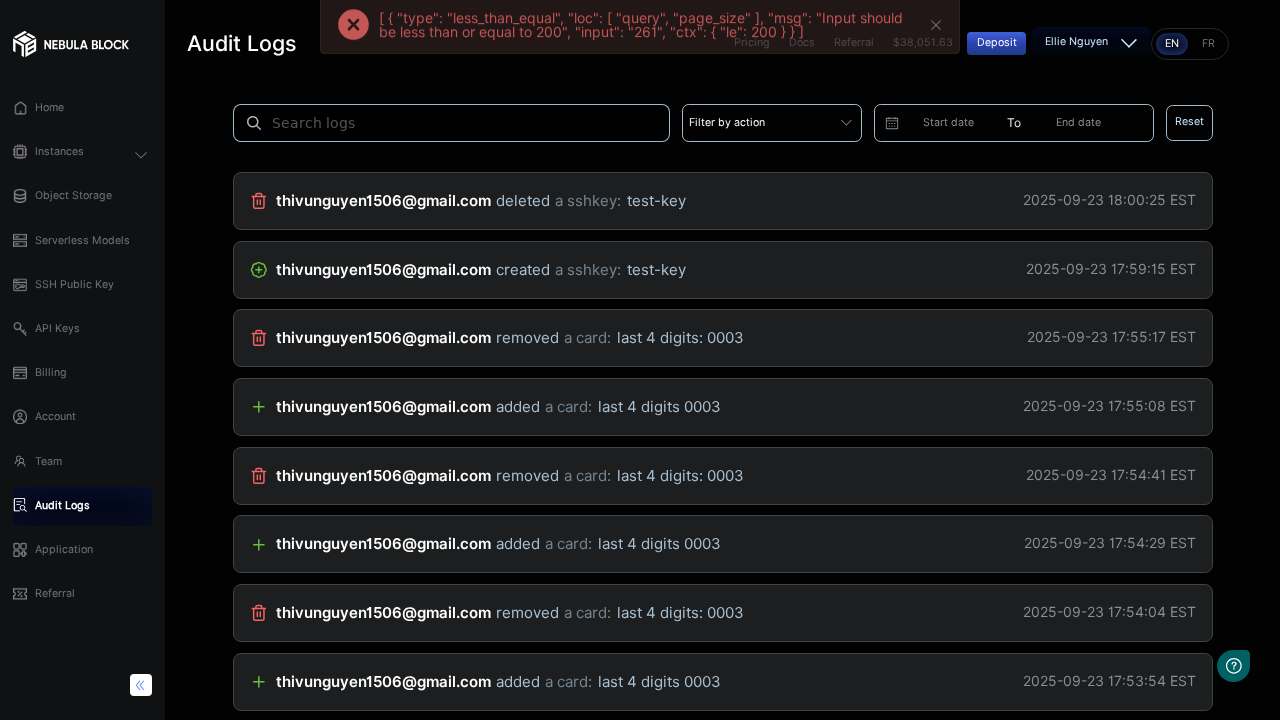 [ { "type": "less_than_equal", "loc": [ "query", "page_size" ], "msg": "Input should
be less than or equal to 200", "input": "261", "ctx": { "le": 200 } } ]
NEBULA BLOCK
Audit Logs
Pricing
Docs
Referral
$38,051.63
Deposit
Ellie Nguyen
EN
FR
Home
Instances
Object Storage
Serverless Models
SSH Public Key
API Keys
Billing
Account
Team
Audit Logs
Application
Referral
Search logs
Filter by action
Start date
To
End date
Reset
thivunguyen1506@gmail.com deleted a sshkey: test-key 2025-09-23 18:00:25 EST
thivunguyen1506@gmail.com created a sshkey: test-key 2025-09-23 17:59:15 EST
thivunguyen1506@gmail.com removed a card: last 4 digits: 0003 2025-09-23 17:55:17 EST
thivunguyen1506@gmail.com added a card: last 4 digits 0003 2025-09-23 17:55:08 EST
thivunguyen1506@gmail.com removed a card: last 4 digits: 0003 2025-09-23 17:54:41 EST
thivunguyen1506@gmail.com added a card: last 4 digits 0003 2025-09-23 17:54:29 EST
thivunguyen1506@gmail.com removed a card: last 4 digits: 0003 2025-09-23 17:54:04 EST
thivunguyen1506@gmail.com added a card: last 4 digits 0003 2025-09-23 17:53:54 EST